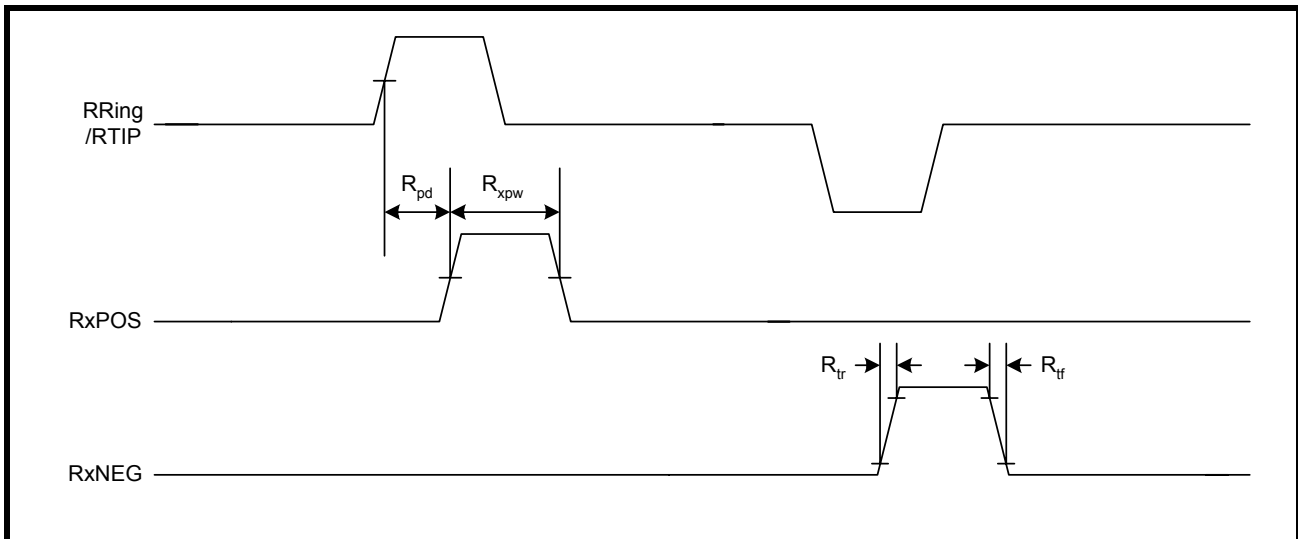 RRing
/RTIP
Rpd
Rxpw
RxPOS
Rtr
Rtf
RxNEG